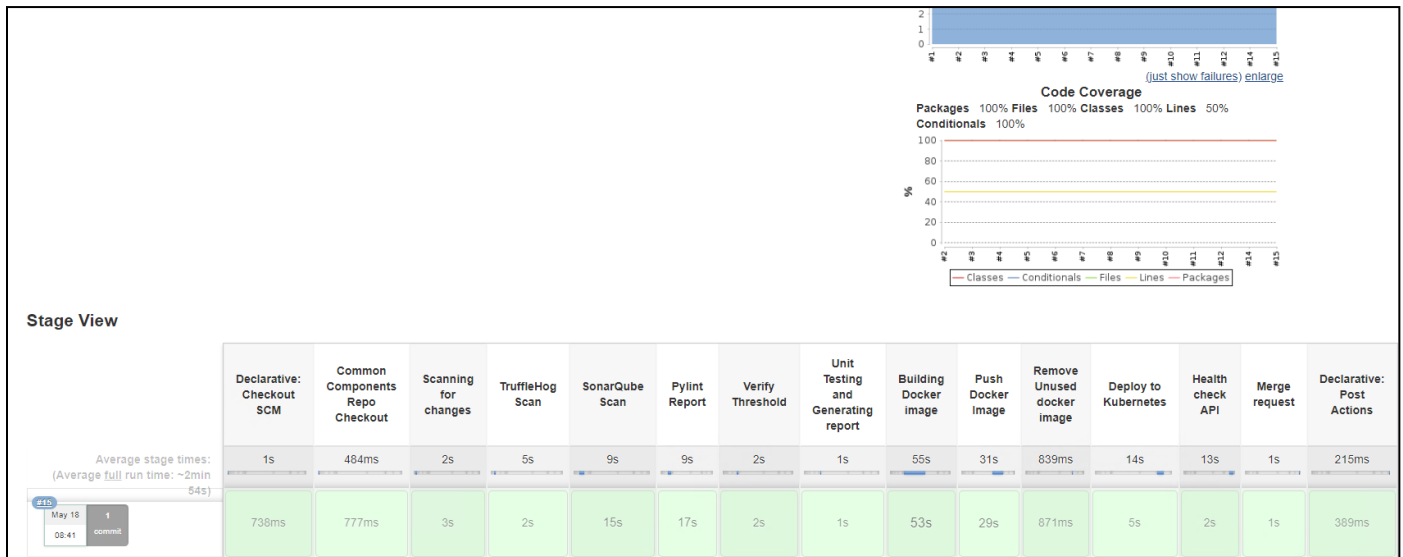 2
1
0
#1 #2 #3 #4 #5 #6 #7 #8 #9 #10 #11 #12 #14 #15
(just show failures) enlarge
Code Coverage
Packages 100% Files 100% Classes 100% Lines 50%
Conditionals 100%
100
80
60
%
40
20
0
#2 #3 #4 #5 #6 #7 #8 #9 #10 #11 #12 #14 #15
Classes Conditionals Files Lines Packages
Stage View
Declarative:
Checkout
SCM
Common
Components
Repo
Checkout
Scanning
for
changes
TruffleHog
Scan
SonarQube
Scan
Pylint
Report
Verify
Threshold
Unit
Testing
and
Generating
report
Building
Docker
image
Push
Docker
Image
Remove
Unused
docker
image
Deploy to
Kubernetes
Health
check
API
Merge
request
Declarative:
Post
Actions
Average stage times:
(Average full run time: ~2min
54s)
1s 484ms 2s 5s 9s 9s 2s 1s 55s 31s 839ms 14s 13s 1s 215ms
#15
May 18
08:41
1
commit
738ms 777ms 3s 2s 15s 17s 2s 1s 53s 29s 871ms 5s 2s 1s 389ms